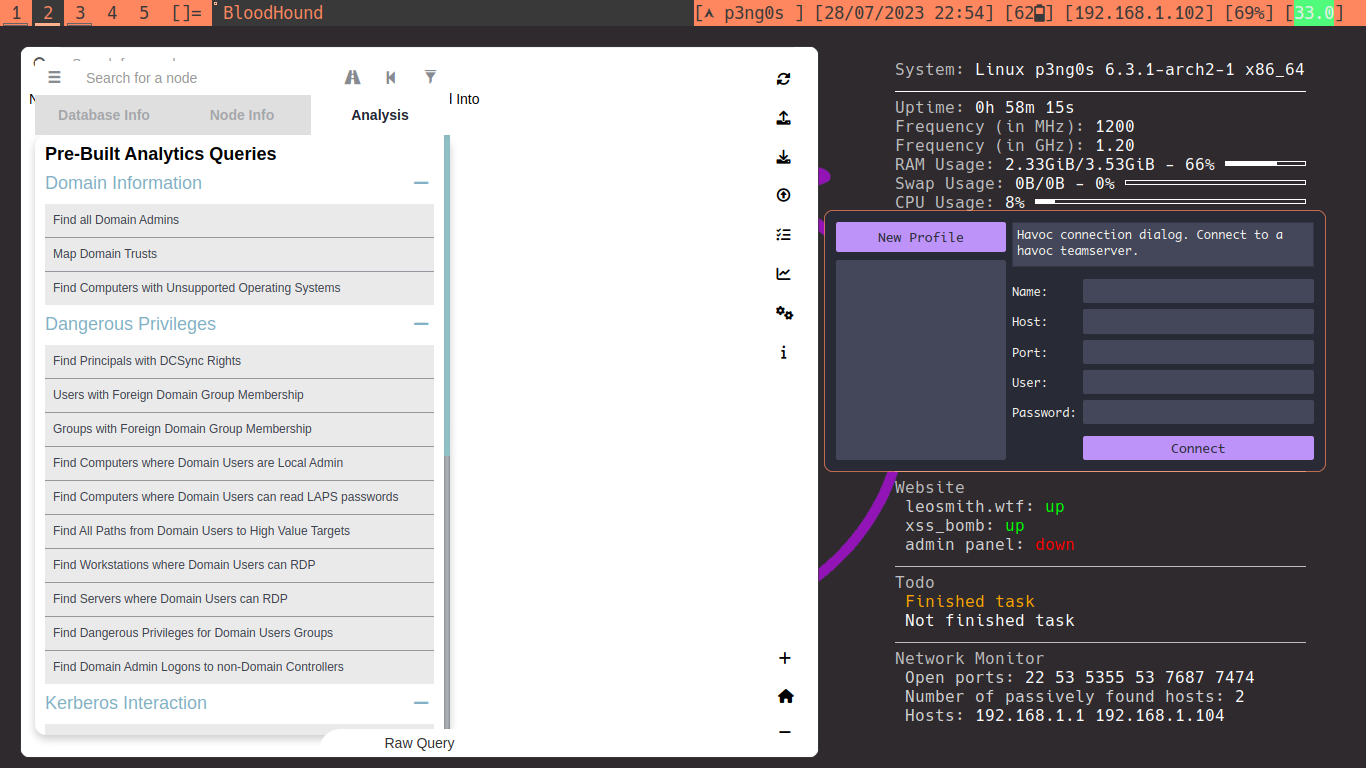 1 2 3 4 5 []= BloodHound
[ p3ng0s ] [28/07/2023 22:54] [62] [192.168.1.102] [69%] [33.0]
Search for a node
Database Info Node Info Analysis
l Into
Pre-Built Analytics Queries
Domain Information
Find all Domain Admins
Map Domain Trusts
Find Computers with Unsupported Operating Systems
Dangerous Privileges
Find Principals with DCSync Rights
Users with Foreign Domain Group Membership
Groups with Foreign Domain Group Membership
Find Computers where Domain Users are Local Admin
Find Computers where Domain Users can read LAPS passwords
Find All Paths from Domain Users to High Value Targets
Find Workstations where Domain Users can RDP
Find Servers where Domain Users can RDP
Find Dangerous Privileges for Domain Users Groups
Find Domain Admin Logons to non-Domain Controllers
Kerberos Interaction
Raw Query
System: Linux p3ng0s 6.3.1-arch2-1 x86_64
Uptime: 0h 58m 15s
Frequency (in MHz): 1200
Frequency (in GHz): 1.20
RAM Usage: 2.33GiB/3.53GiB - 66%
Swap Usage: 0B/0B - 0%
CPU Usage: 8%
New Profile
Havoc connection dialog. Connect to a
havoc teamserver.
Name:
Host:
Port:
User:
Password:
Connect
Website
leosmith.wtf: up
xss_bomb: up
admin panel: down
Todo
Finished task
Not finished task
Network Monitor
Open ports: 22 53 5355 53 7687 7474
Number of passively found hosts: 2
Hosts: 192.168.1.1 192.168.1.104